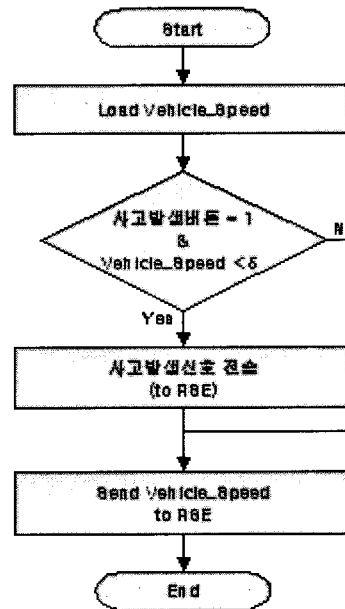 Start
Load Vehicle_Speed
사고발생버튼 = 1
&
Vehicle_Speed < δ
N
Yes
사고발생신호 전송
(to RSE)
Send Vehicle_Speed
to RSE
End